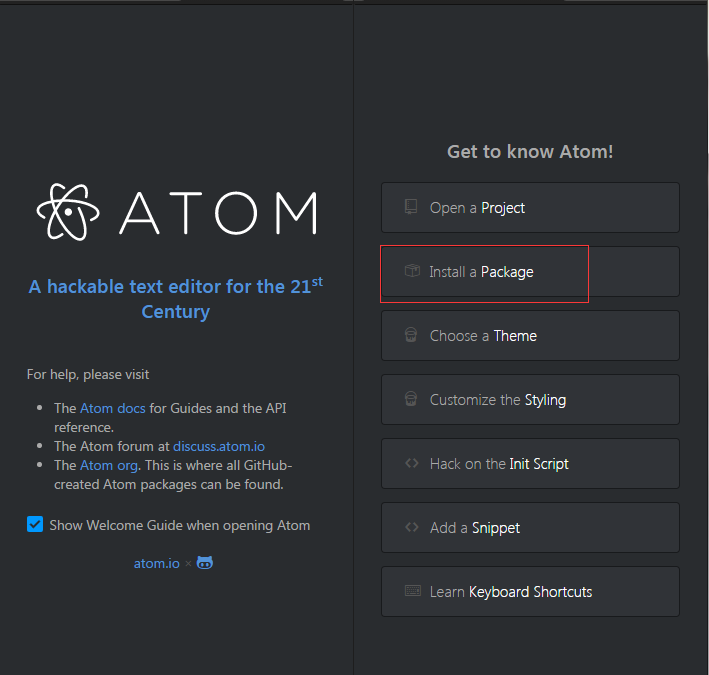 ATOM
A hackable text editor for the 21st
Century
For help, please visit
The Atom docs for Guides and the API
reference.
The Atom forum at discuss.atom.io
The Atom org. This is where all GitHub-
created Atom packages can be found.
Show Welcome Guide when opening Atom
atom.io ×
Get to know Atom!
Open a Project
Install a Package
Choose a Theme
Customize the Styling
Hack on the Init Script
Add a Snippet
Learn Keyboard Shortcuts